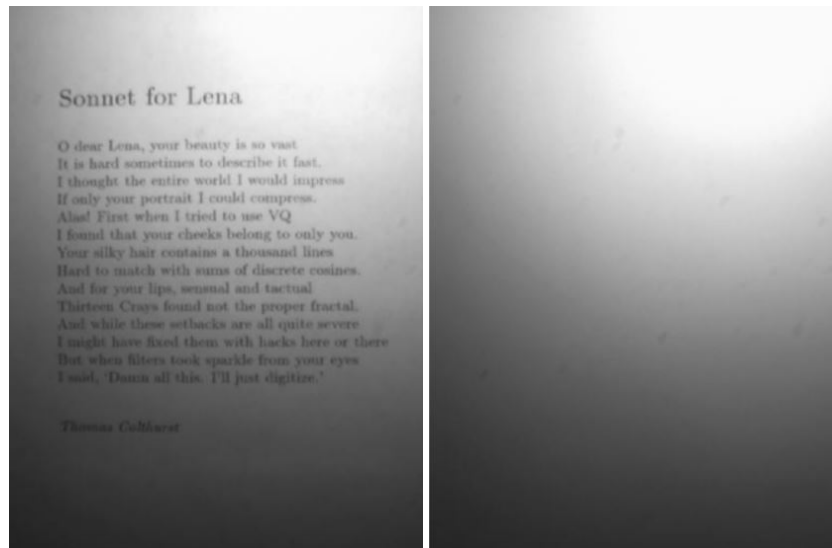 Sonnet for Lena
O dear Lena, your beauty is so vast
It is hard sometimes to describe it fast.
I thought the entire world I would impress
If only your portrait I could compress.
Alas! First when I tried to use VQ
I found that your cheeks belong to only you.
Your silky hair contains a thousand lines
Hard to match with sums of discrete cosines.
And for your lips, sensual and tactual
Thirteen Crays found not the proper fractal.
And while these setbacks are all quite severe
I might have fixed them with hacks here or there
But when filters took sparkle from your eyes
I said, 'Damn all this. I'll just digitize.'
Thomas Colthurst